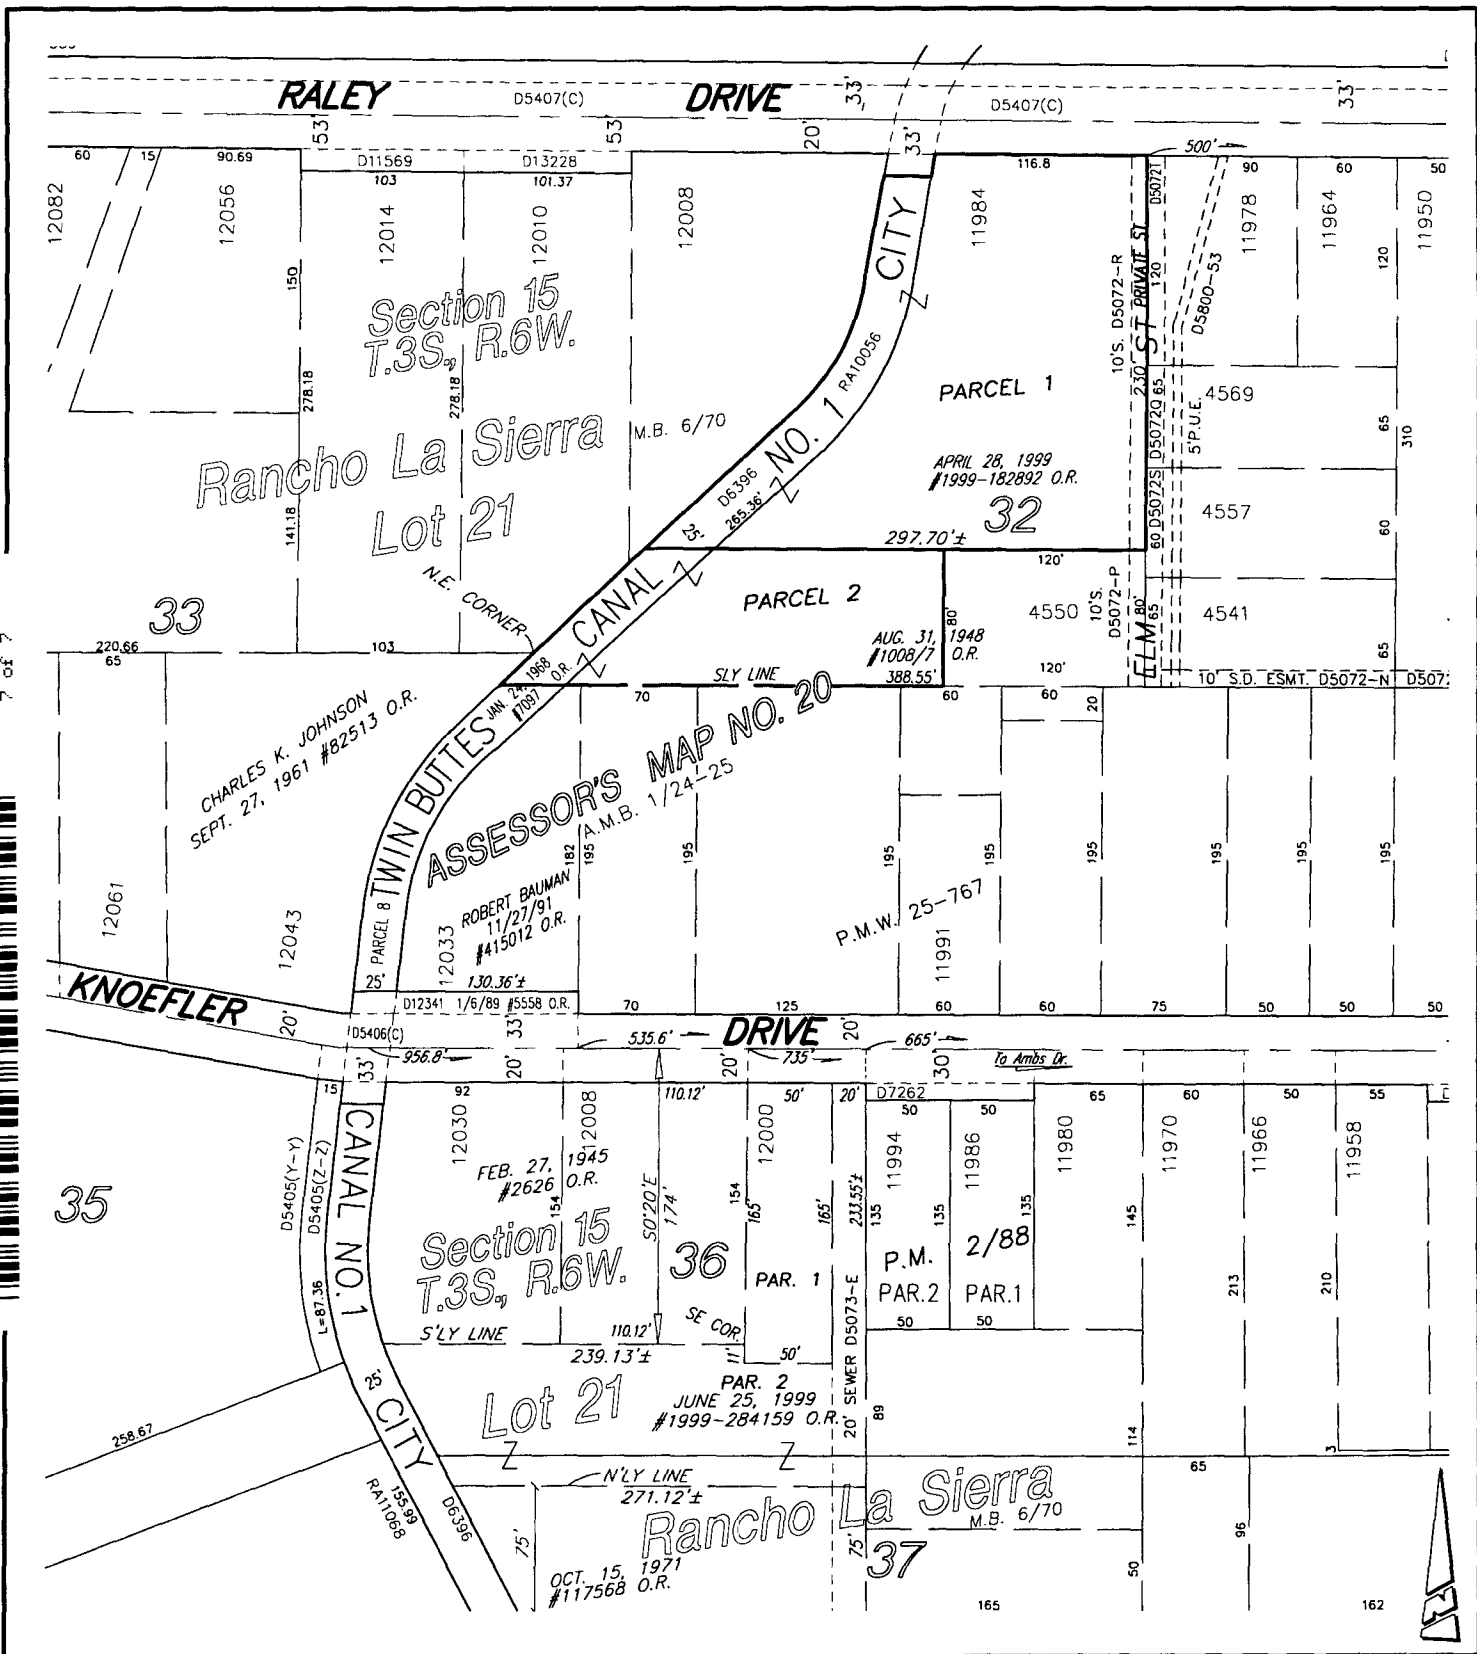 RALEY
D5407(C)
DRIVE
33'
D5407(C)
33'
53'
53'
20'
33'
500'
60
15
90.69
D11569
103
D13228
101.37
116.8
90
60
50
12082
12056
12014
12010
12008
CITY
11984
D5072T
11978
11964
11950
150
Section 15
T.3S., R.6W.
278.18
278.18
RA10056
10'S. D5072-R
230'
ST PRIVATE ST.
120
D5800-53
120
PARCEL 1
5'P.U.E.
4569
65
310
Rancho La Sierra
M.B. 6/70
NO. 1
D6396
265.36'
APRIL 28, 1999
#1999-182892 O.R.
D5072Q 65
Lot 21
141.18
25'
32
60 D5072S
4557
60
297.70'±
120'
N.E. CORNER
CANAL
PARCEL 2
10'S.
D5072-P
33
80'
4550
80'
65
4541
AUG. 31, 1948
#1008/7 O.R.
ELM
65
220.66
65
103
JAN. 24, 1968
#7097 O.R.
SLY LINE
388.55'
120'
10' S.D. ESMT. D5072-N
D5072
70
60
60
20
CHARLES K. JOHNSON
SEPT. 27, 1961 #82513 O.R.
ASSESSOR'S MAP NO. 20
A.M.B. 1/24-25
TWIN BUTTES
182
195
195
195
195
195
195
195
195
PARCEL 8
ROBERT BAUMAN
11/27/91
#415012 O.R.
P.M.W. 25-767
12061
12043
12033
11991
25'
130.36'±
KNOEFLER
D12341 1/6/89 #5558 O.R.
70
125
60
60
75
50
50
50
20'
D5406(C)
33'
DRIVE
20'
956.8'
535.6'
735'
665'
To Ambs Dr.
33'
20'
20'
30'
15
92
110.12'
50'
20'
D7262
50
50
65
60
50
55
12030
12008
12000
11994
11986
11980
11970
11966
11958
D5405(Y-Y)
D5405(Z-Z)
CANAL NO. 1
FEB. 27, 1945
#2626 O.R.
154
S0°20'E
174'
154
165'
165'
233.55'±
135
135
135
145
213
210
35
Section 15
T.3S., R.6W.
36
P.M. 2/88
PAR. 1
PAR.2
PAR.1
L=87.36
S'LY LINE
110.12'
SE COR.
50
50
239.13'±
11'
50'
20' SEWER D5073-E
25'
CITY
Lot 21
PAR. 2
JUNE 25, 1999
#1999-284159 O.R.
89
114
3
258.67
N'LY LINE
271.12'±
65
155.99
RA11068
D6396
Rancho La Sierra
M.B. 6/70
75'
75'
37
96
50
OCT. 15, 1971
#117568 O.R.
165
162
7 of 7